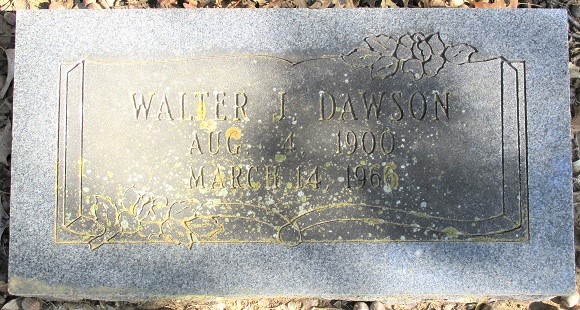 WALTER J. DAWSON
AUG. 4, 1900
MARCH 14, 1966